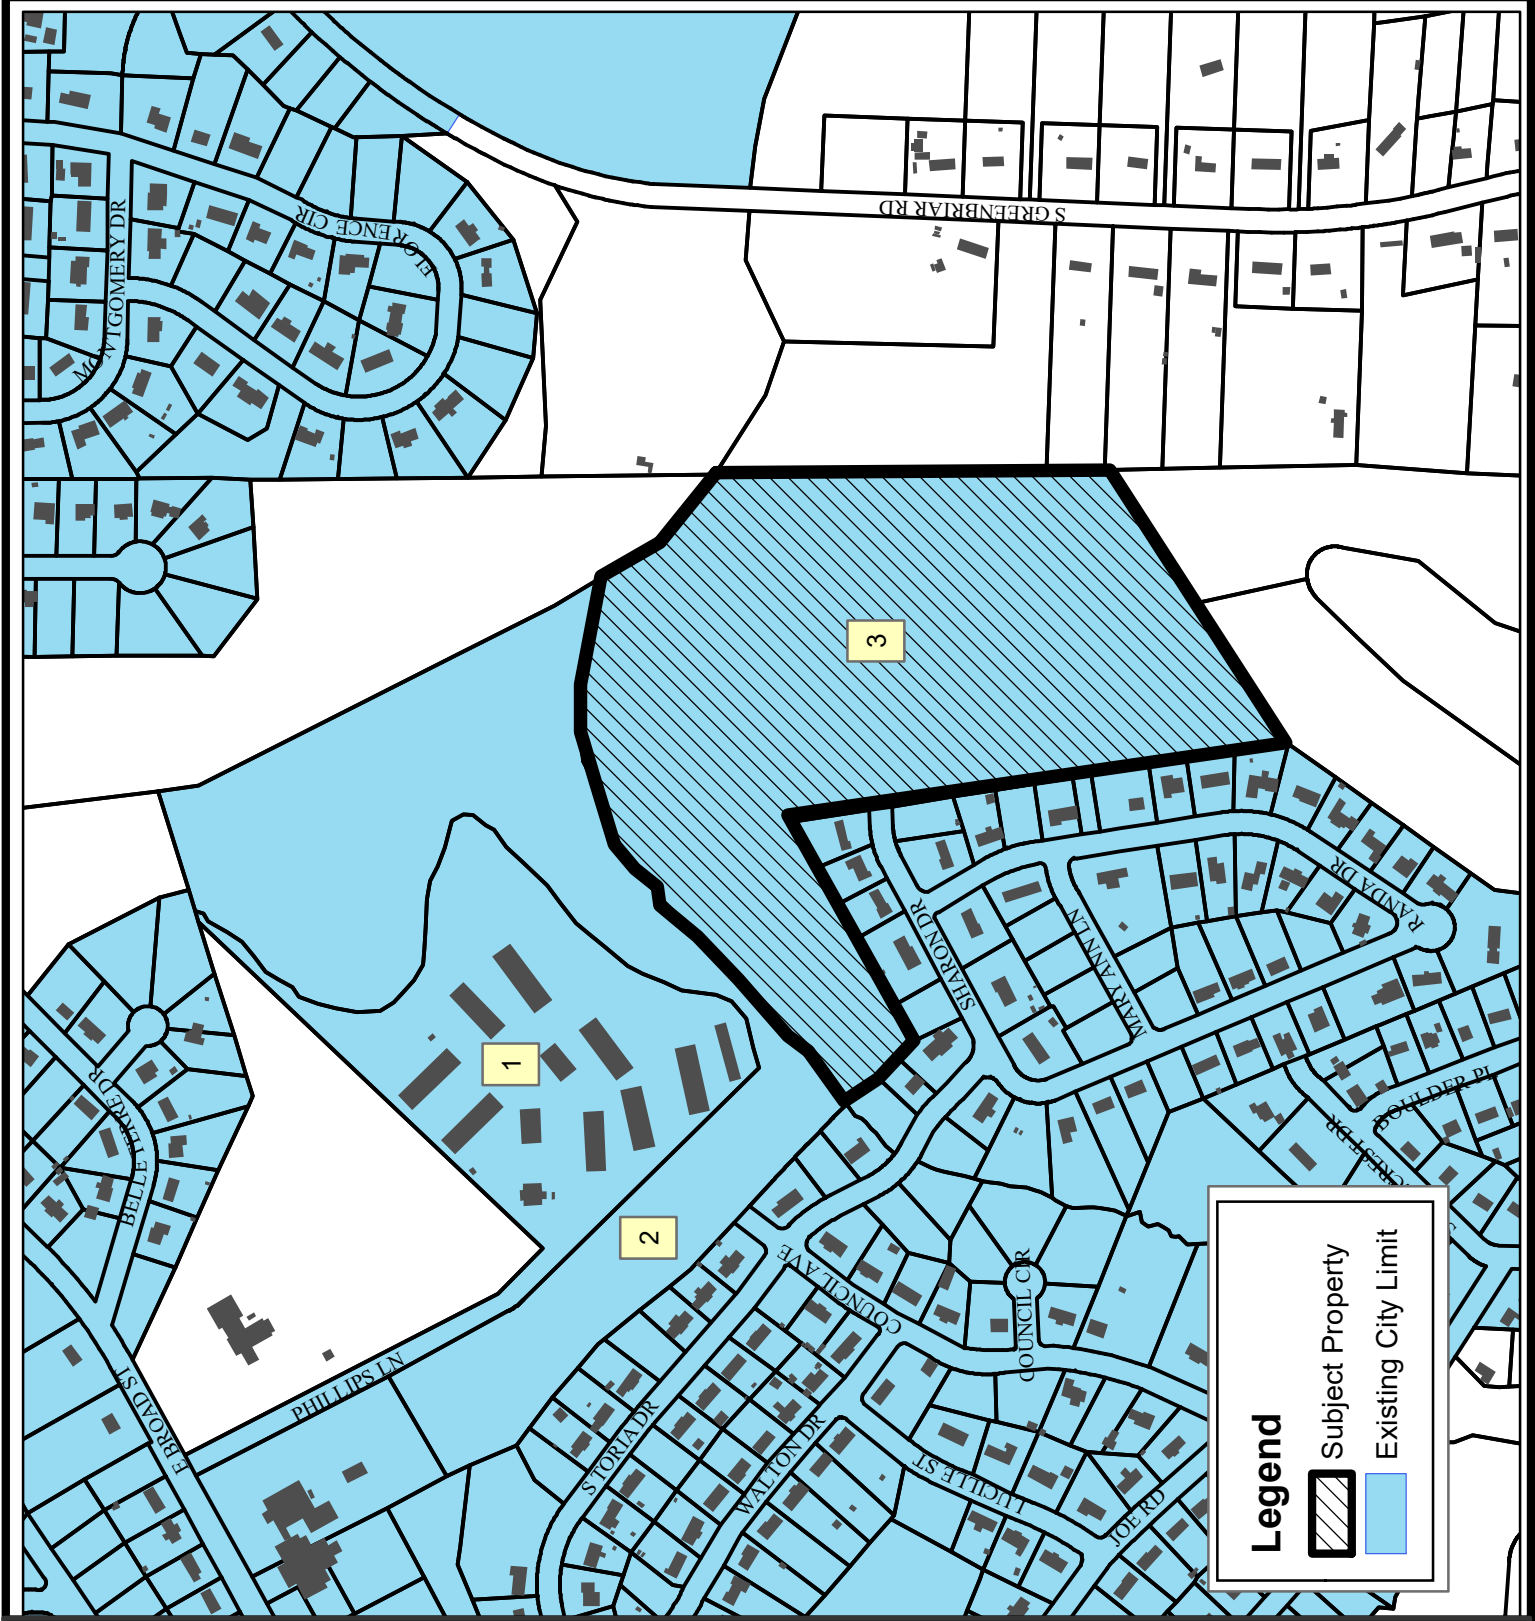 MONTGOMERY DR
FLORENCE CIR
S GREENBRIAR RD
3
1
2
BELLE TERRE DR
E BROAD ST
PHILLIPS LN
SHARON DR
MARY ANN LN
RANDA DR
BOULDER PL
COUNCIL AVE
COUNCIL CIR
S TORIA DR
WALTON DR
LUCILLE ST
JOE RD
Legend
Subject Property
Existing City Limit